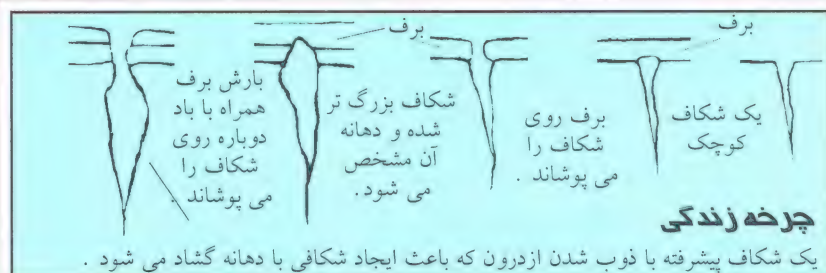 برف
یک شکاف
کوچک
برف روی
شکاف را
می پوشاند .
برف
شکاف بزرگ تر
شده و دهانه
آن مشخص
می شود .
بارش برف
همراه با باد
دوباره روی
شکاف را
می پوشاند .
چرخه زندگی
یک شکاف پیشرفته با ذوب شدن ازدرون که باعث ایجاد شکافی با دهانه گشاد می شود .